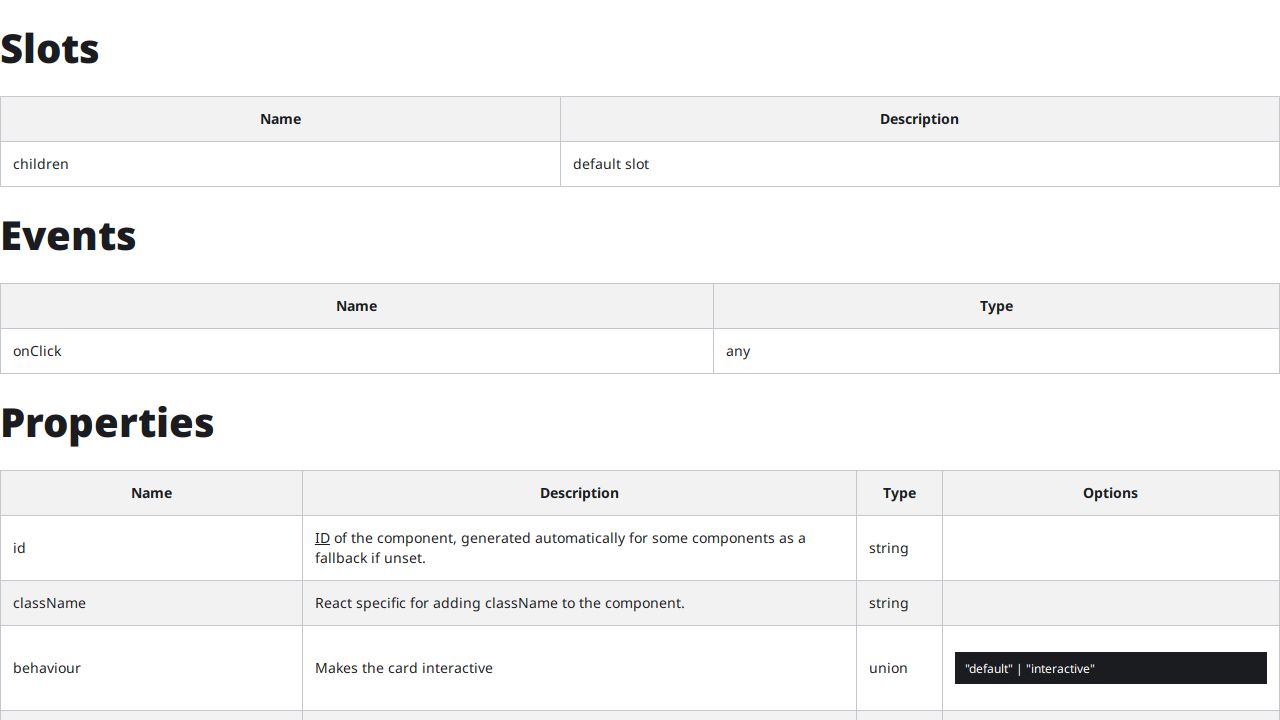 Slots
Name Description
children default slot
Events
Name Type
onClick any
Properties
Name Description Type Options
id ID of the component, generated automatically for some components as a fallback if unset. string
className React specific for adding className to the component. string
behaviour Makes the card interactive union "default" | "interactive"